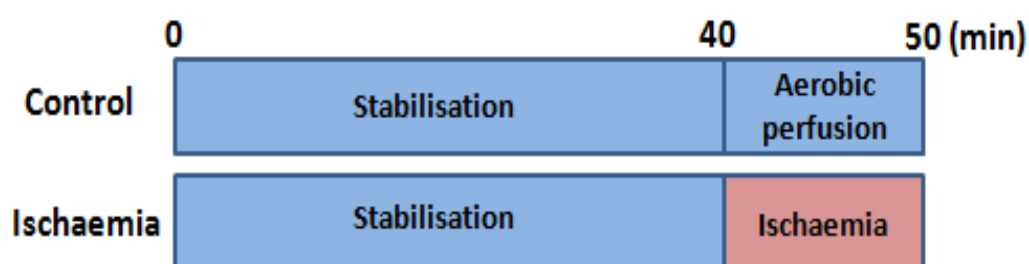 0 40 50 (min)
Control Stabilisation Aerobic perfusion
Ischaemia Stabilisation Ischaemia